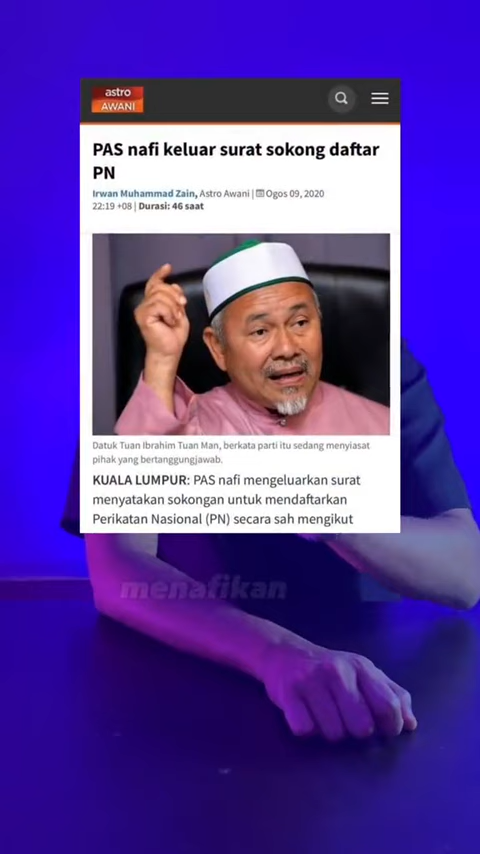 astro
AWANI
PAS nafi keluar surat sokong daftar
PN
Irwan Muhammad Zain, Astro Awani | Ogos 09, 2020
22:19 +08 | Durasi: 46 saat
Datuk Tuan Ibrahim Tuan Man, berkata parti itu sedang menyiasat
pihak yang bertanggungjawab.
KUALA LUMPUR: PAS nafi mengeluarkan surat
menyatakan sokongan untuk mendaftarkan
Perikatan Nasional (PN) secara sah mengikut
menafikan